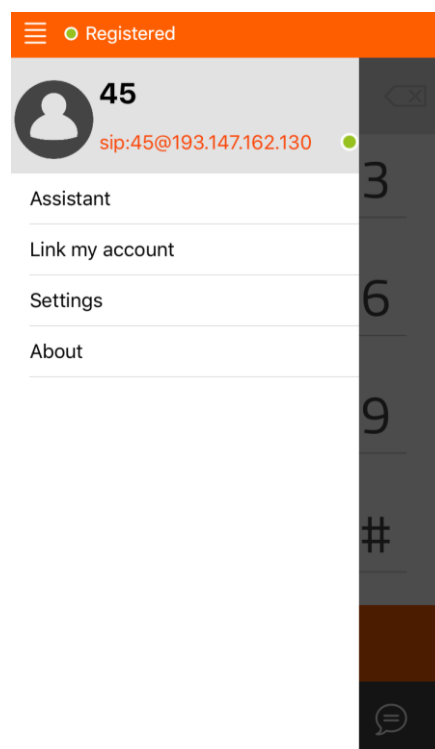 Registered
45
sip:45@193.147.162.130
Assistant
Link my account
Settings
About
3
6
9
#